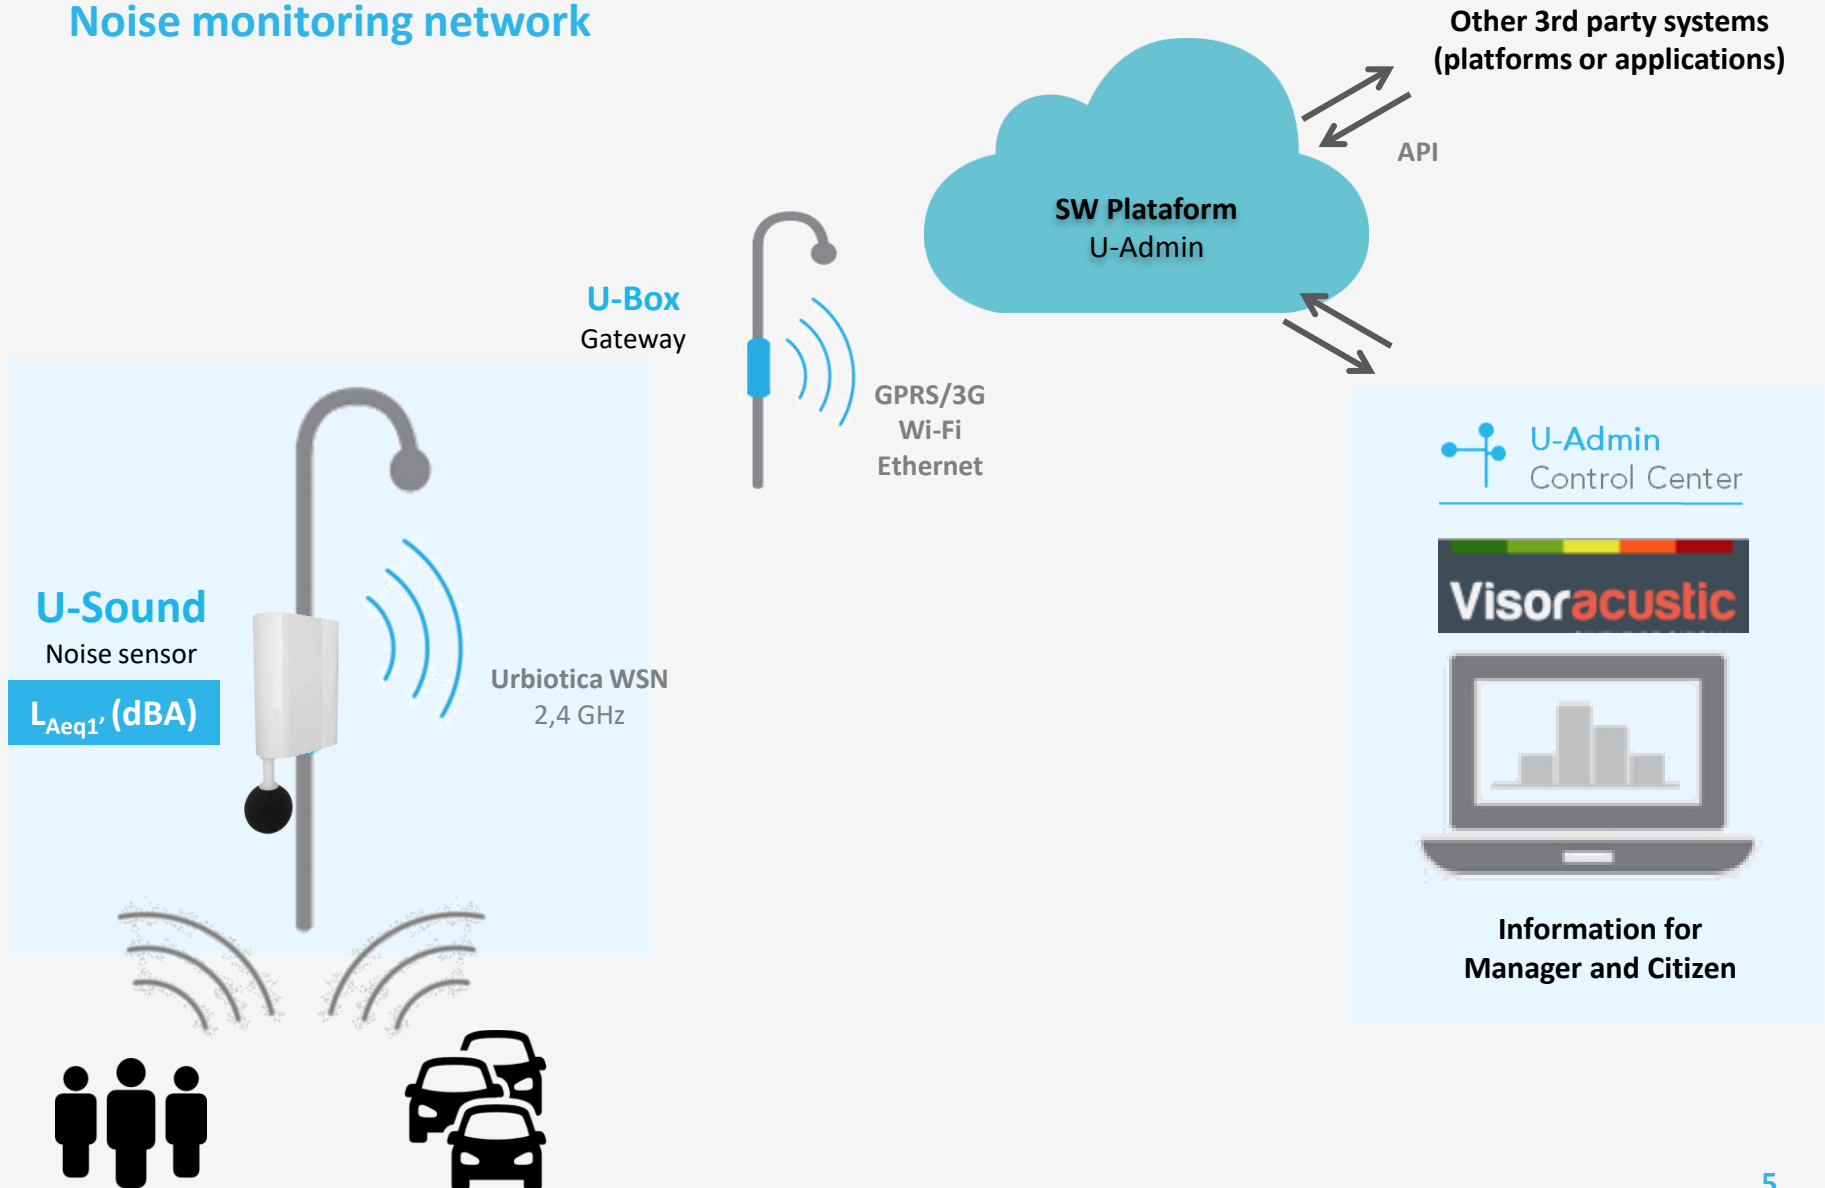 Noise monitoring network
Other 3rd party systems
(platforms or applications)
API
SW Plataform
U-Admin
U-Box
Gateway
GPRS/3G
Wi-Fi
Ethernet
U-Sound
Noise sensor
LAeq1’ (dBA)
Urbiotica WSN
2,4 GHz
U-Admin
Control Center
Visoracustic
Information for
Manager and Citizen
5